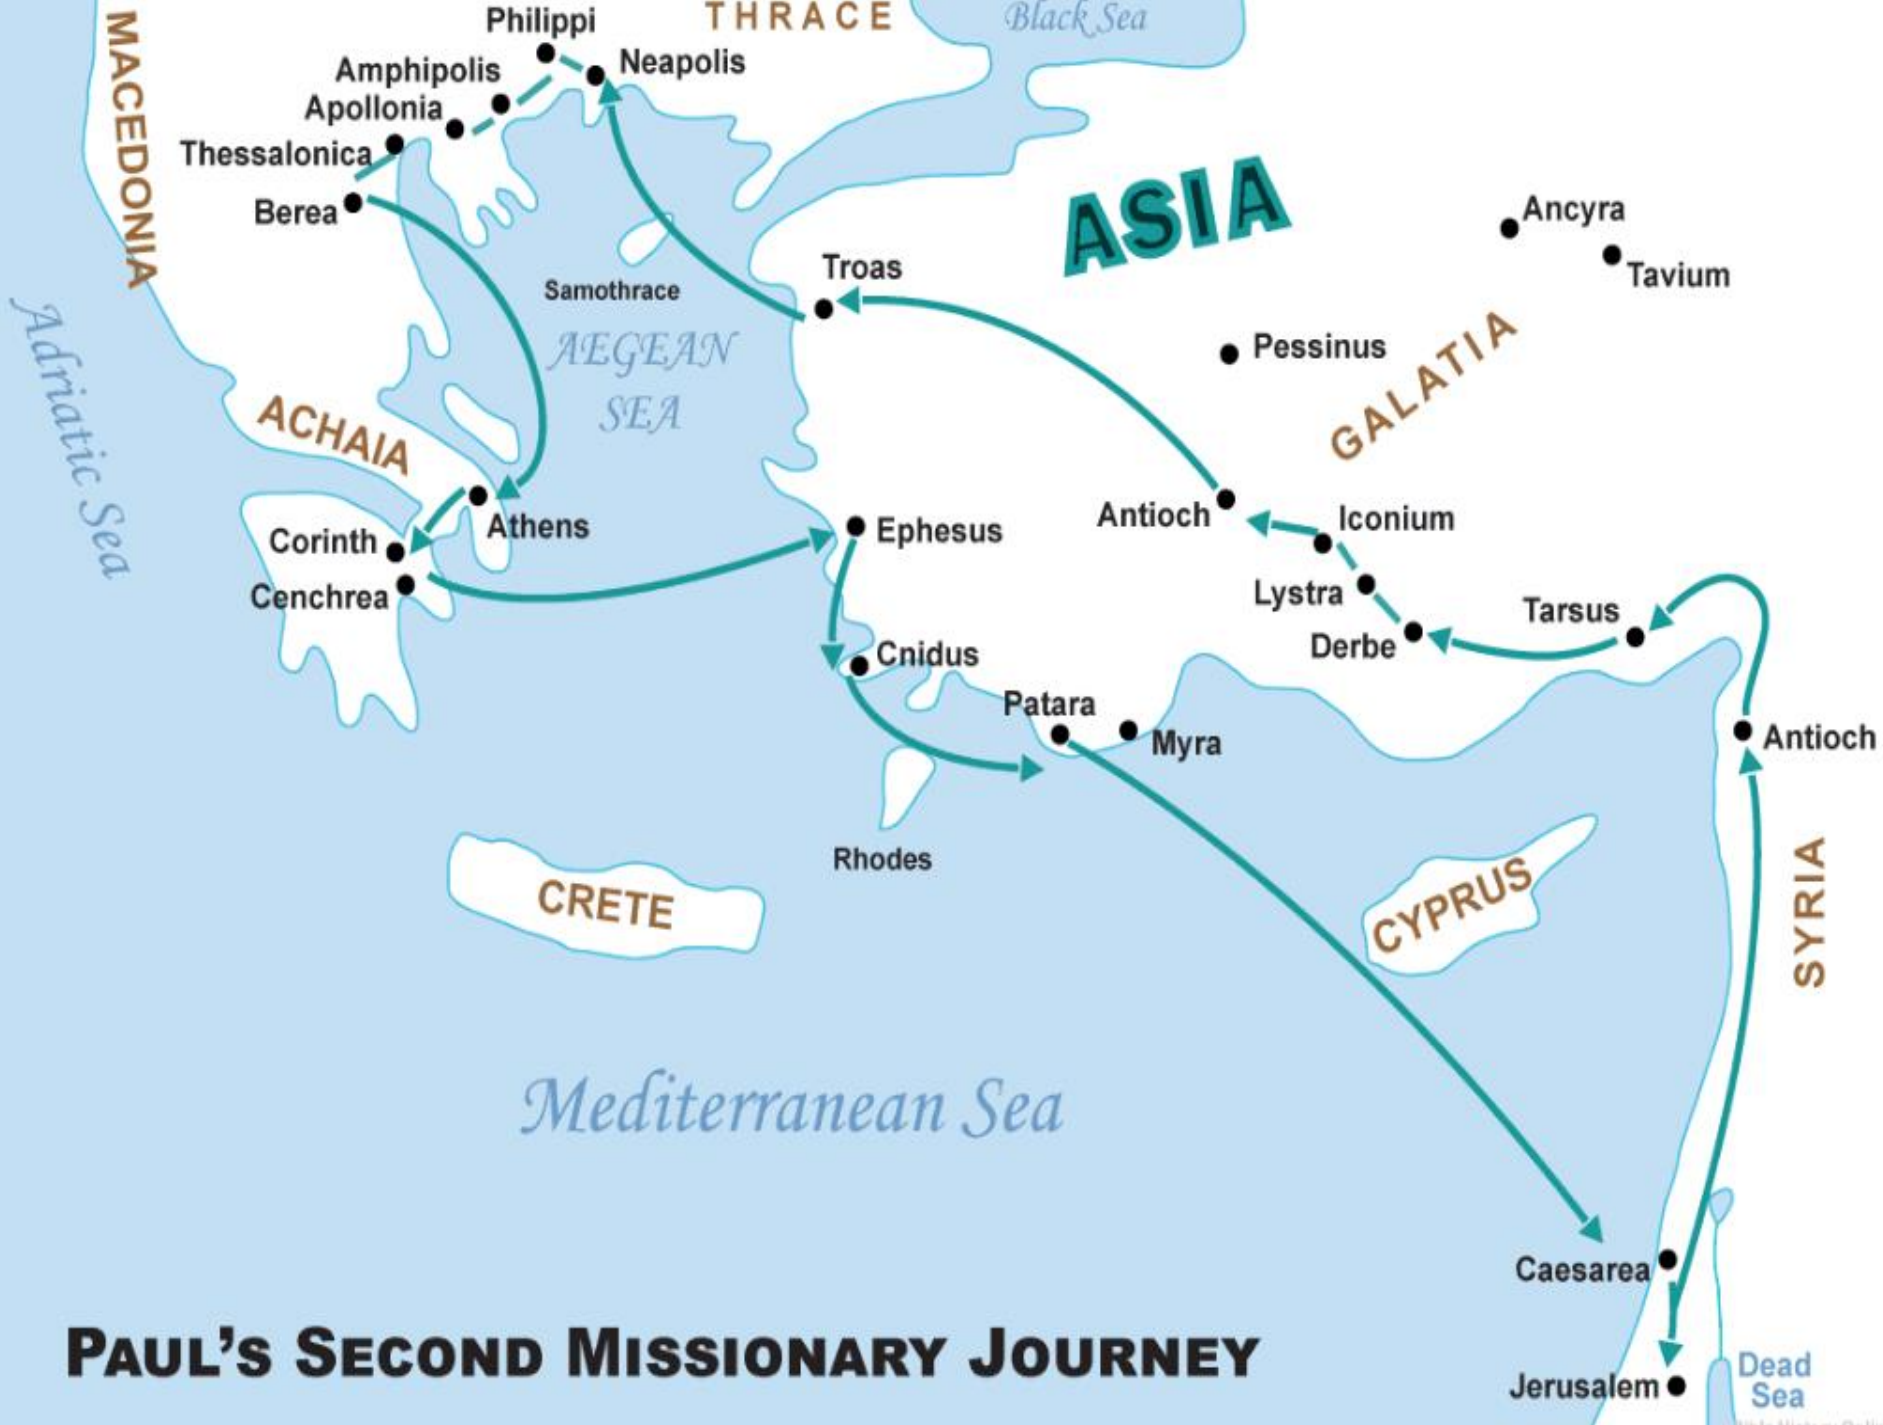 Philippi
THRACE
Black Sea
MACEDONIA
Amphipolis
Neapolis
Apollonia
Thessalonica
Berea
ASIA
Ancyra
Tavium
Troas
Samothrace
AEGEAN
SEA
Adriatic Sea
Pessinus
GALATIA
ACHAIA
Athens
Corinth
Cenchrea
Ephesus
Antioch
Iconium
Lystra
Derbe
Tarsus
Cnidus
Patara
Myra
Antioch
Rhodes
CRETE
CYPRUS
SYRIA
Mediterranean Sea
Caesarea
PAUL'S SECOND MISSIONARY JOURNEY
Jerusalem
Dead
Sea